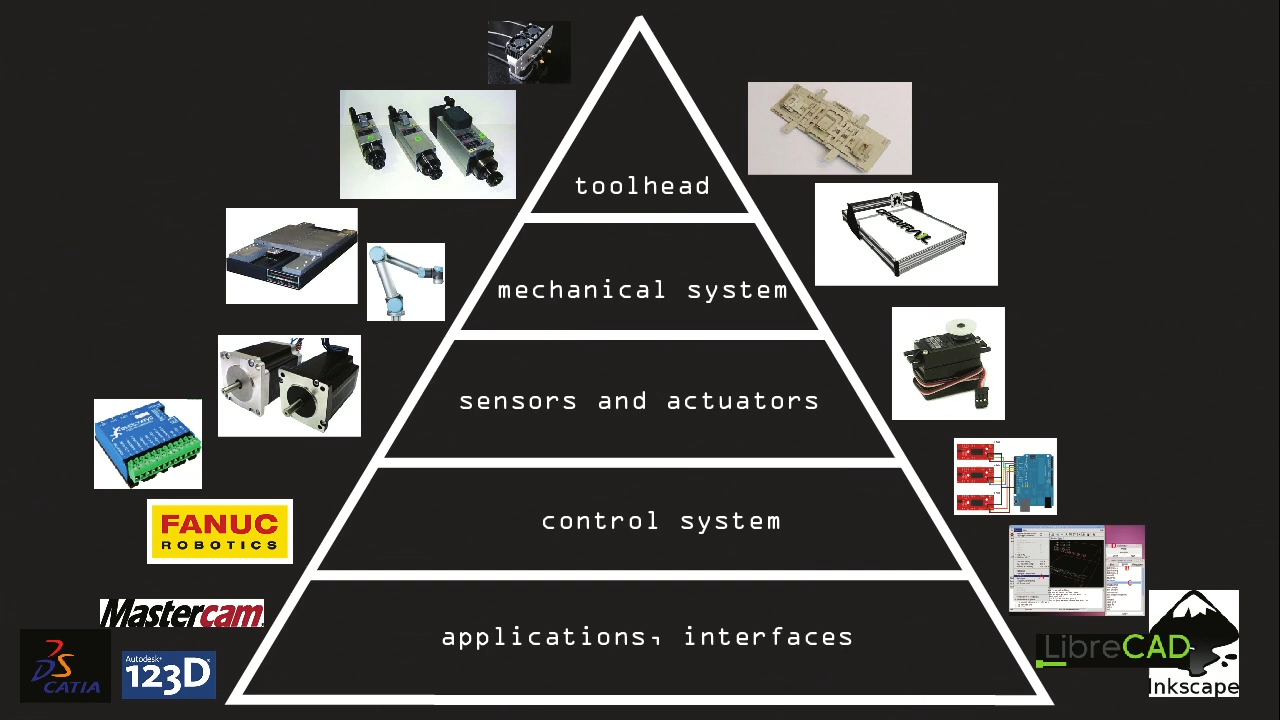 toolhead
mechanical system
sensors and actuators
control system
FANUC
ROBOTICS
Mastercam
applications, interfaces
LibreCAD
CATIA
Autodesk
123D
Inkscape